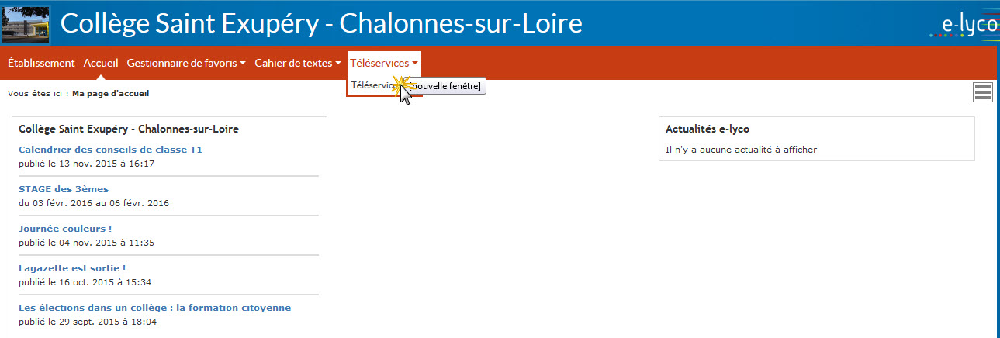 Collège Saint Exupéry - Chalonnes-sur-Loire
e-lyco
Établissement Accueil Gestionnaire de favoris Cahier de textes Téléservices
[nouvelle fenêtre]
Vous êtes ici : Ma page d'accueil
Collège Saint Exupéry - Chalonnes-sur-Loire
Calendrier des conseils de classe T1
publié le 13 nov. 2015 à 16:17
STAGE des 3èmes
du 03 févr. 2016 au 06 févr. 2016
Journée couleurs !
publié le 04 nov. 2015 à 11:35
Lagazette est sortie !
publié le 16 oct. 2015 à 15:34
Les élections dans un collège : la formation citoyenne
publié le 29 sept. 2015 à 18:04
Actualités e-lyco
Il n'y a aucune actualité à afficher